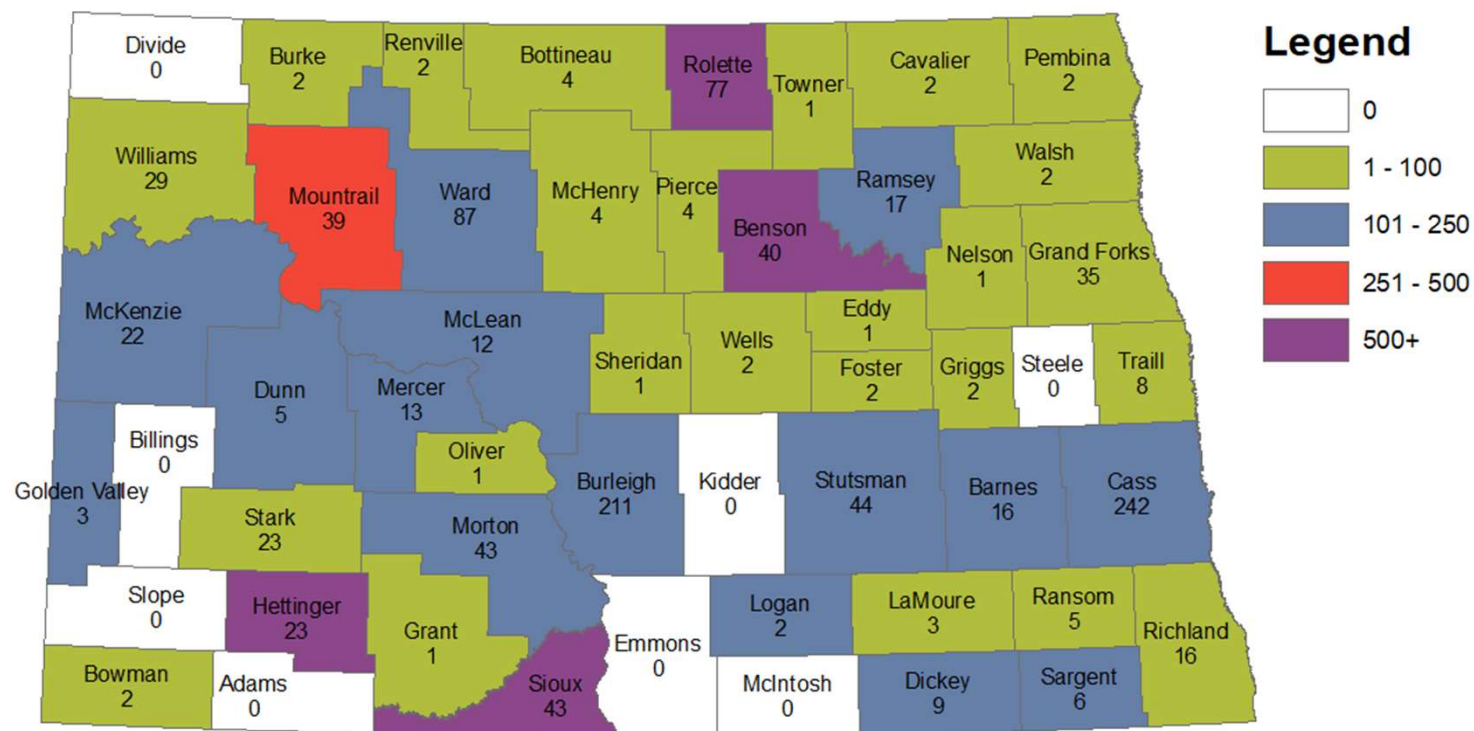 Divide
0
Burke
2
Renville
2
Bottineau
4
Rolette
77
Towner
1
Cavalier
2
Pembina
2
Williams
29
Mountrail
39
Ward
87
McHenry
4
Pierce
4
Benson
40
Ramsey
17
Walsh
2
Nelson
1
Grand Forks
35
McKenzie
22
McLean
12
Dunn
5
Mercer
13
Sheridan
1
Wells
2
Eddy
1
Foster
2
Griggs
2
Steele
0
Traill
8
Billings
0
Golden Valley
3
Oliver
1
Burleigh
211
Kidder
0
Stutsman
44
Barnes
16
Cass
242
Stark
23
Morton
43
Slope
0
Hettinger
23
Grant
1
Emmons
0
Logan
2
LaMoure
3
Ransom
5
Richland
16
Bowman
2
Adams
0
Sioux
43
McIntosh
0
Dickey
9
Sargent
6
Legend
0
1 - 100
101 - 250
251 - 500
500+